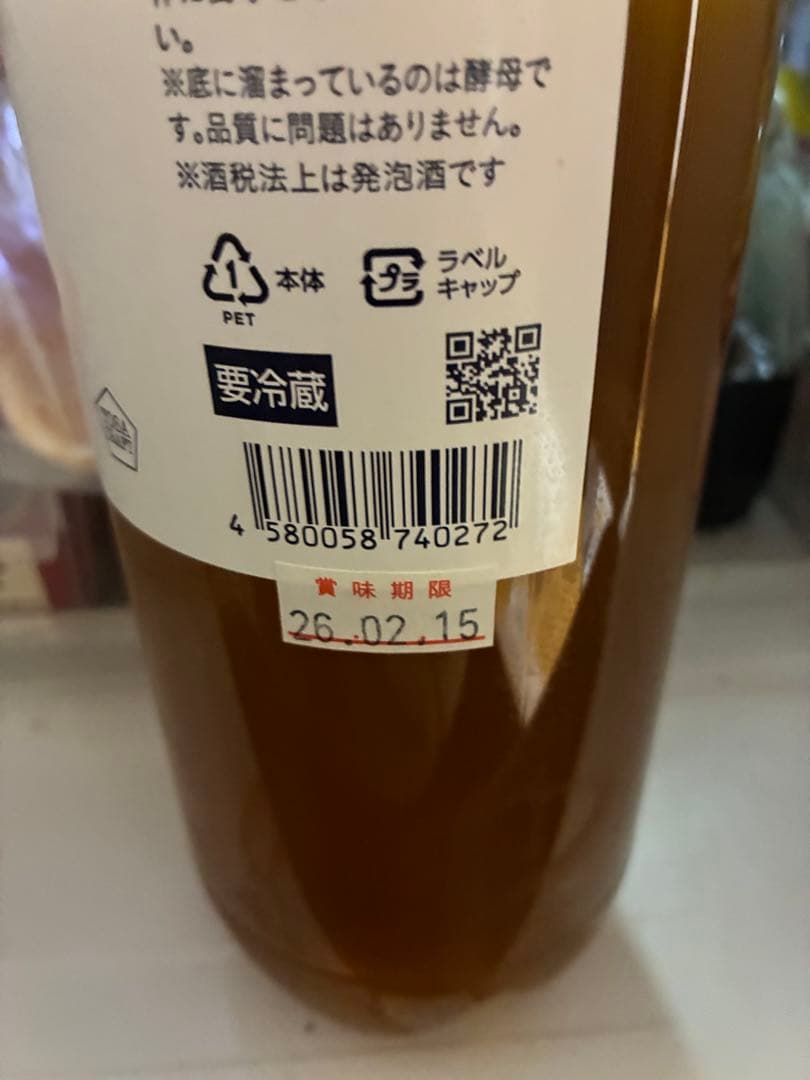 い。
※底に溜まっているのは酵母で
す。品質に問題はありません。
※酒税法上は発泡酒です
1
PET
本体
プラ
ラベル
キャップ
要冷蔵
4 580058 740272
賞味期限
26.02.15